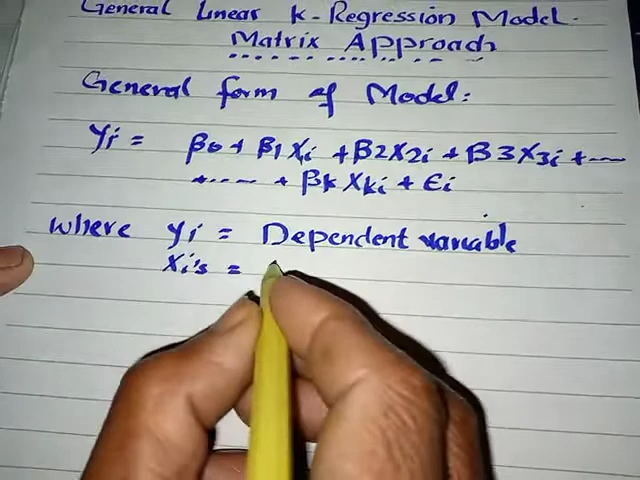 General Linear K-Regression Model.
Matrix Approach
General form of Model:
yi = β0 + β1X1i + β2X2i + β3X3i + ......
+..... + βkXki + Єi
where yi = Dependent variable
Xi's =